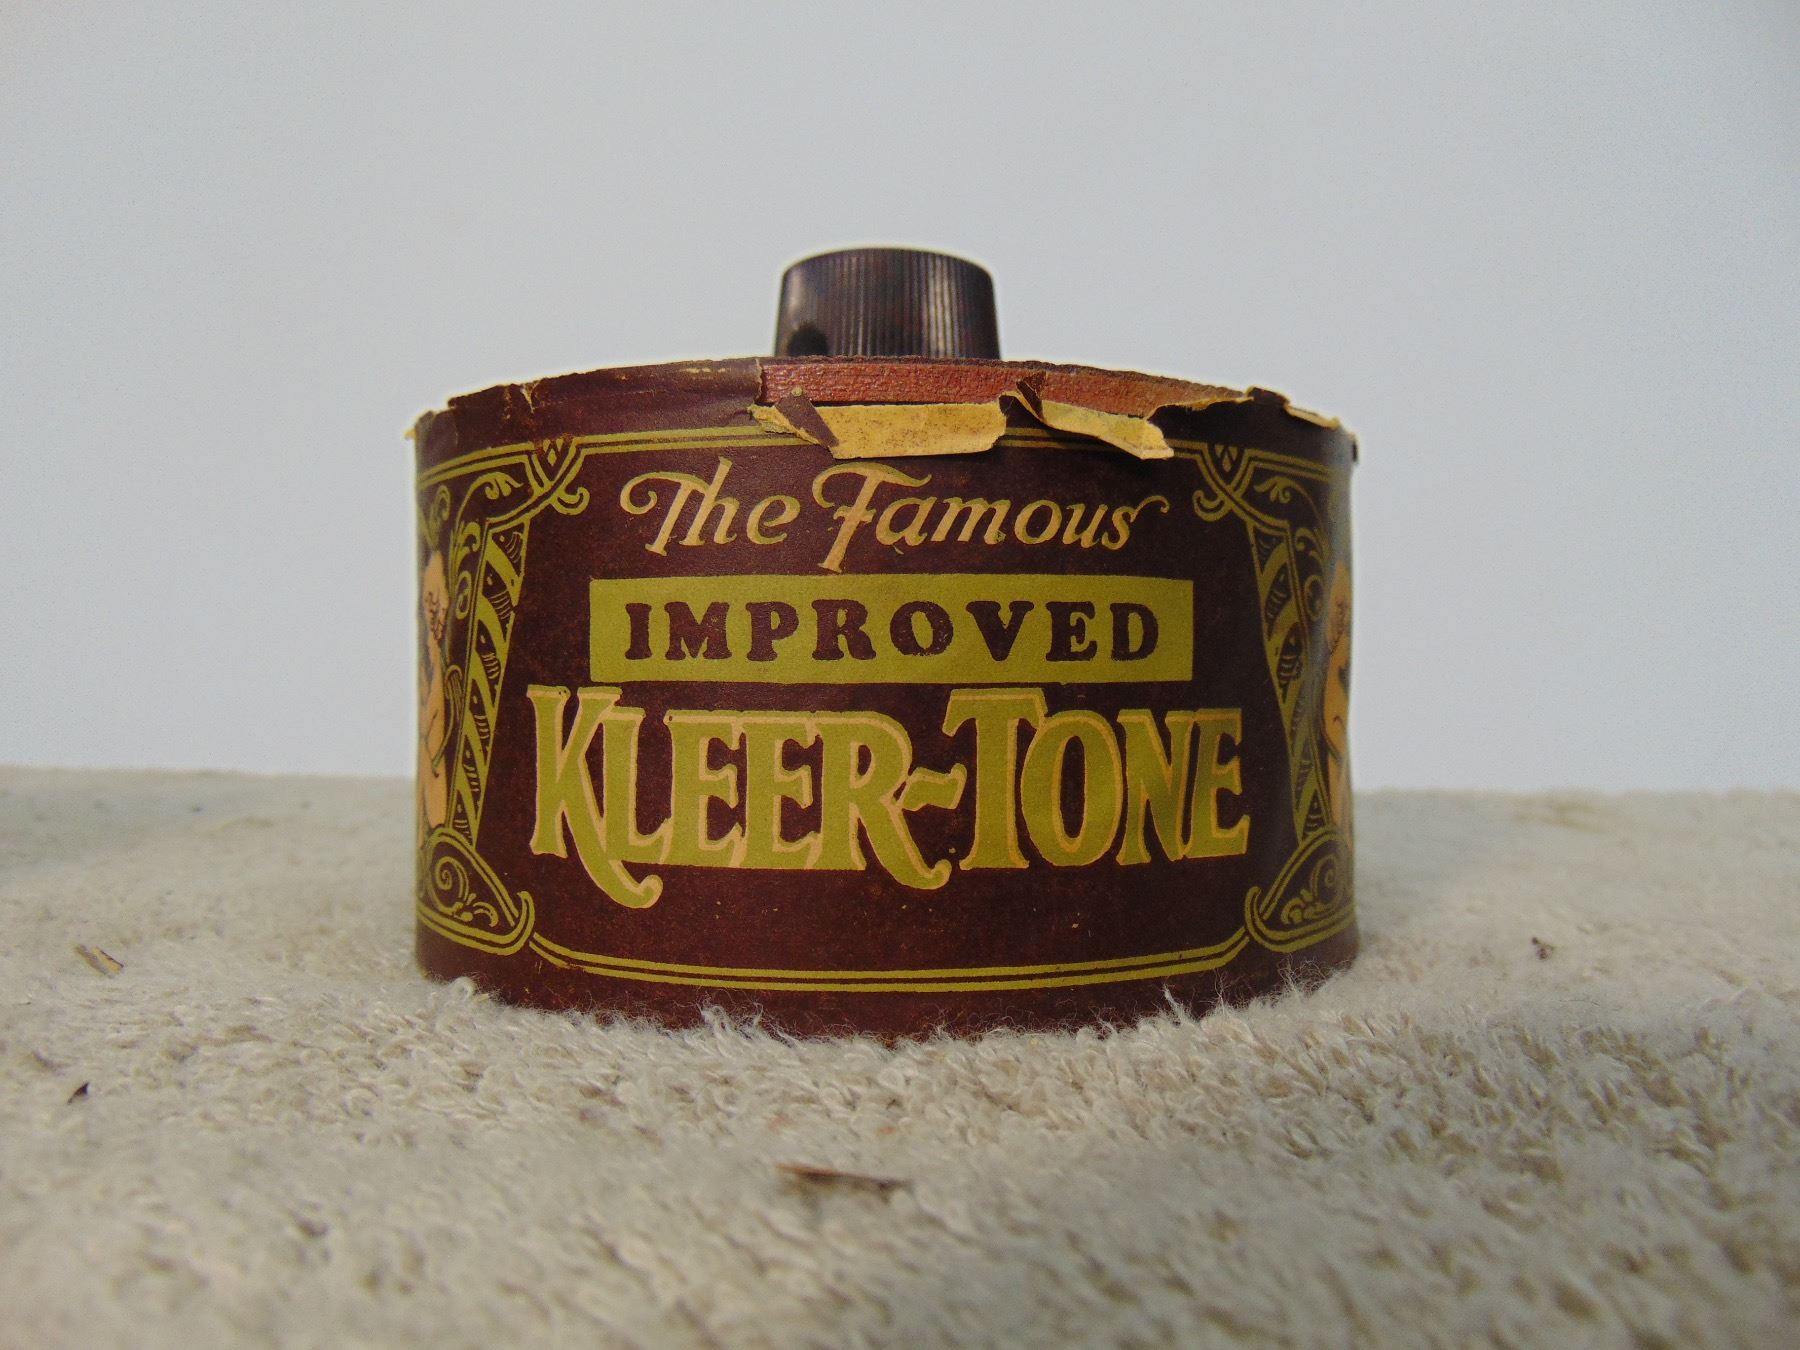 The Famous
IMPROVED
KLEER-TONE